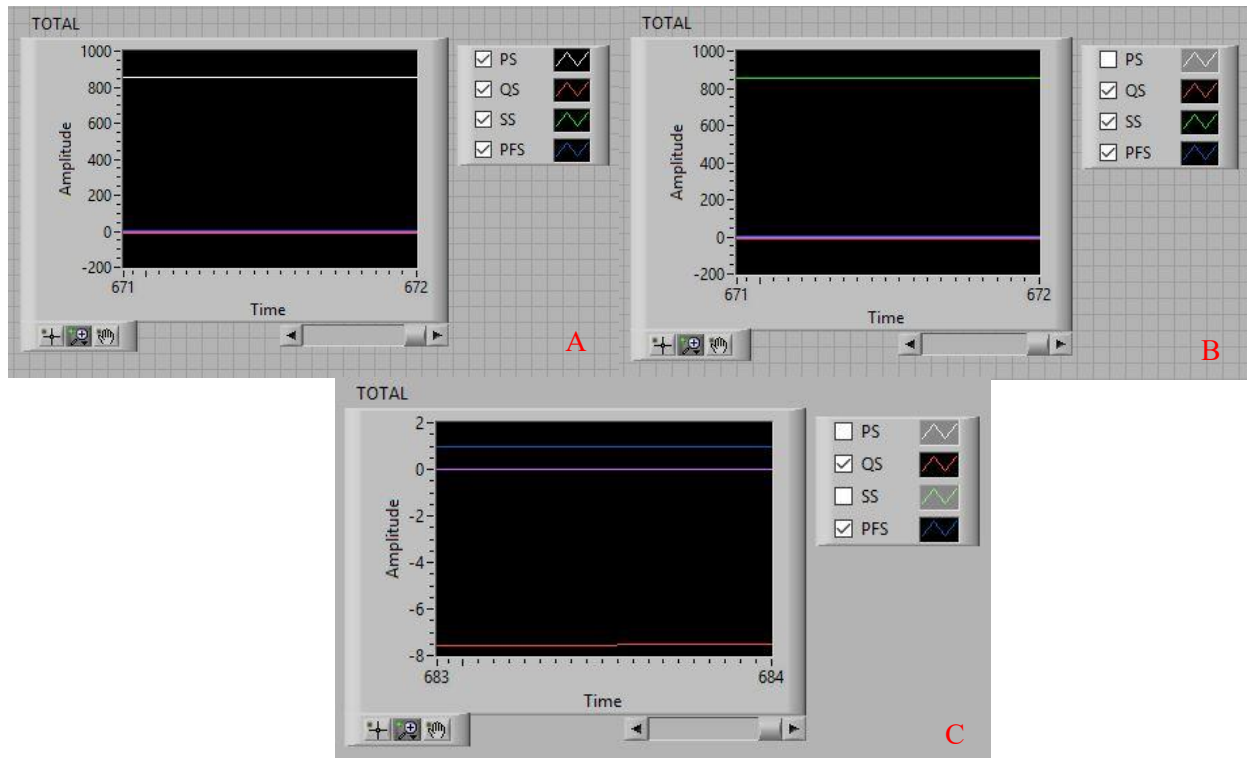 TOTAL
Amplitude
1000
800
600
400
200
0
-200
671
672
Time
PS
QS
SS
PFS
A
TOTAL
Amplitude
1000
800
600
400
200
0
-200
671
672
Time
PS
QS
SS
PFS
B
TOTAL
Amplitude
2
0
-2
-4
-6
-8
683
684
Time
PS
QS
SS
PFS
C